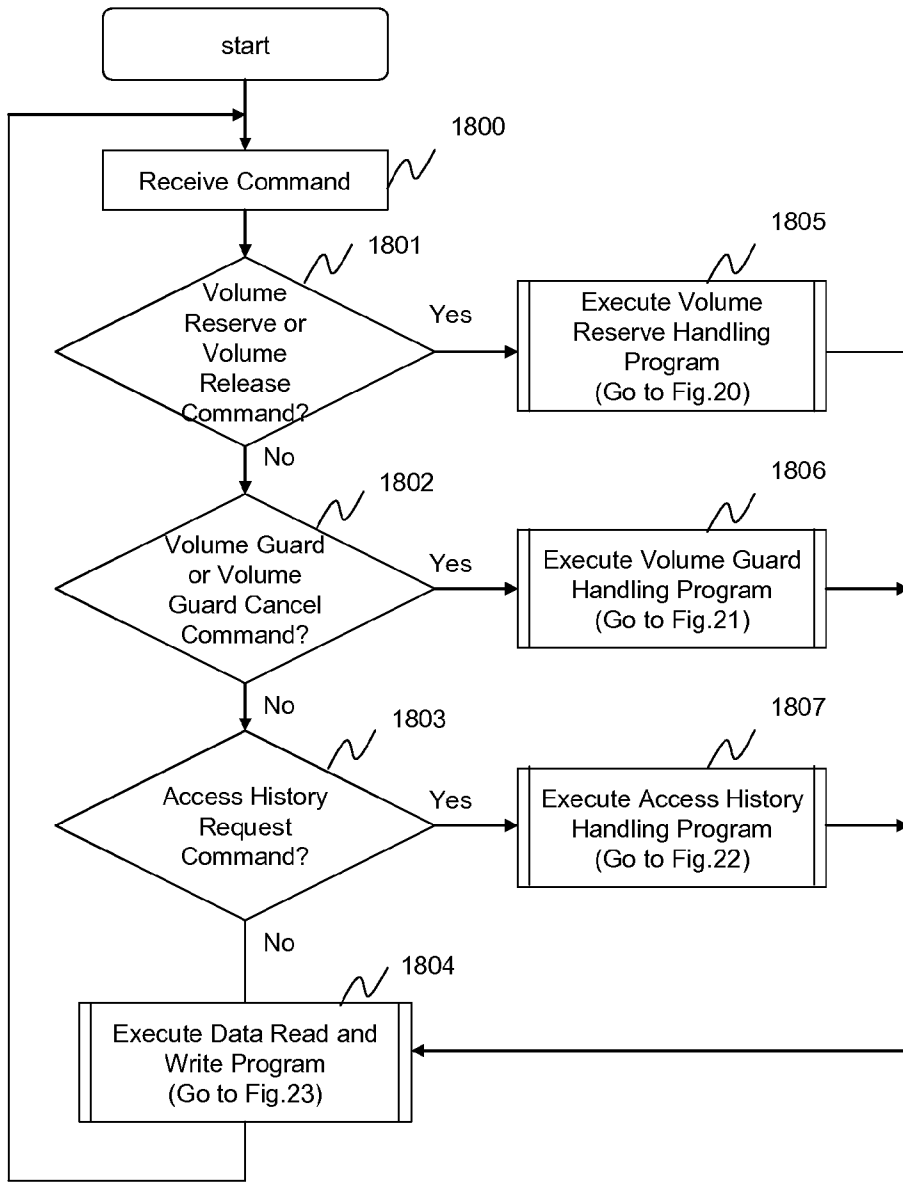 start
1800
Receive Command
1801
Volume
Reserve or
Volume
Release
Command?
Yes
1805
Execute Volume
Reserve Handling
Program
(Go to Fig.20)
No
1802
Volume Guard
or Volume
Guard Cancel
Command?
Yes
1806
Execute Volume Guard
Handling Program
(Go to Fig.21)
No
1803
Access History
Request
Command?
Yes
1807
Execute Access History
Handling Program
(Go to Fig.22)
No
1804
Execute Data Read and
Write Program
(Go to Fig.23)